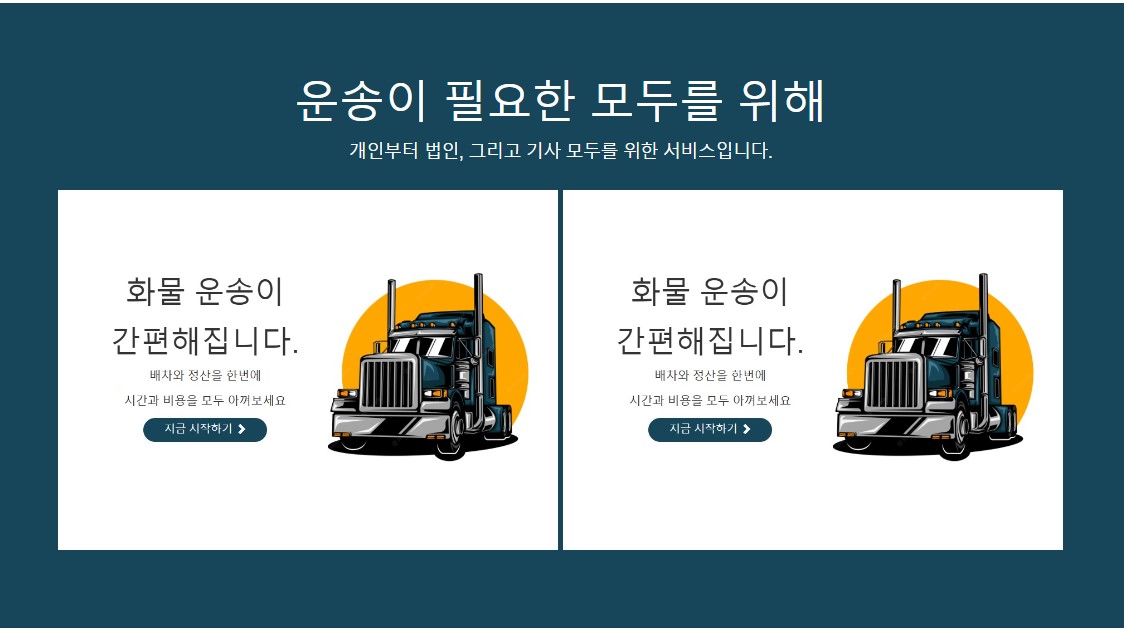 운송이 필요한 모두를 위해
개인부터 법인, 그리고 기사 모두를 위한 서비스입니다.
화물 운송이
간편해집니다.
배차와 정산을 한번에
시간과 비용을 모두 아껴보세요
지금 시작하기
화물 운송이
간편해집니다.
배차와 정산을 한번에
시간과 비용을 모두 아껴보세요
지금 시작하기